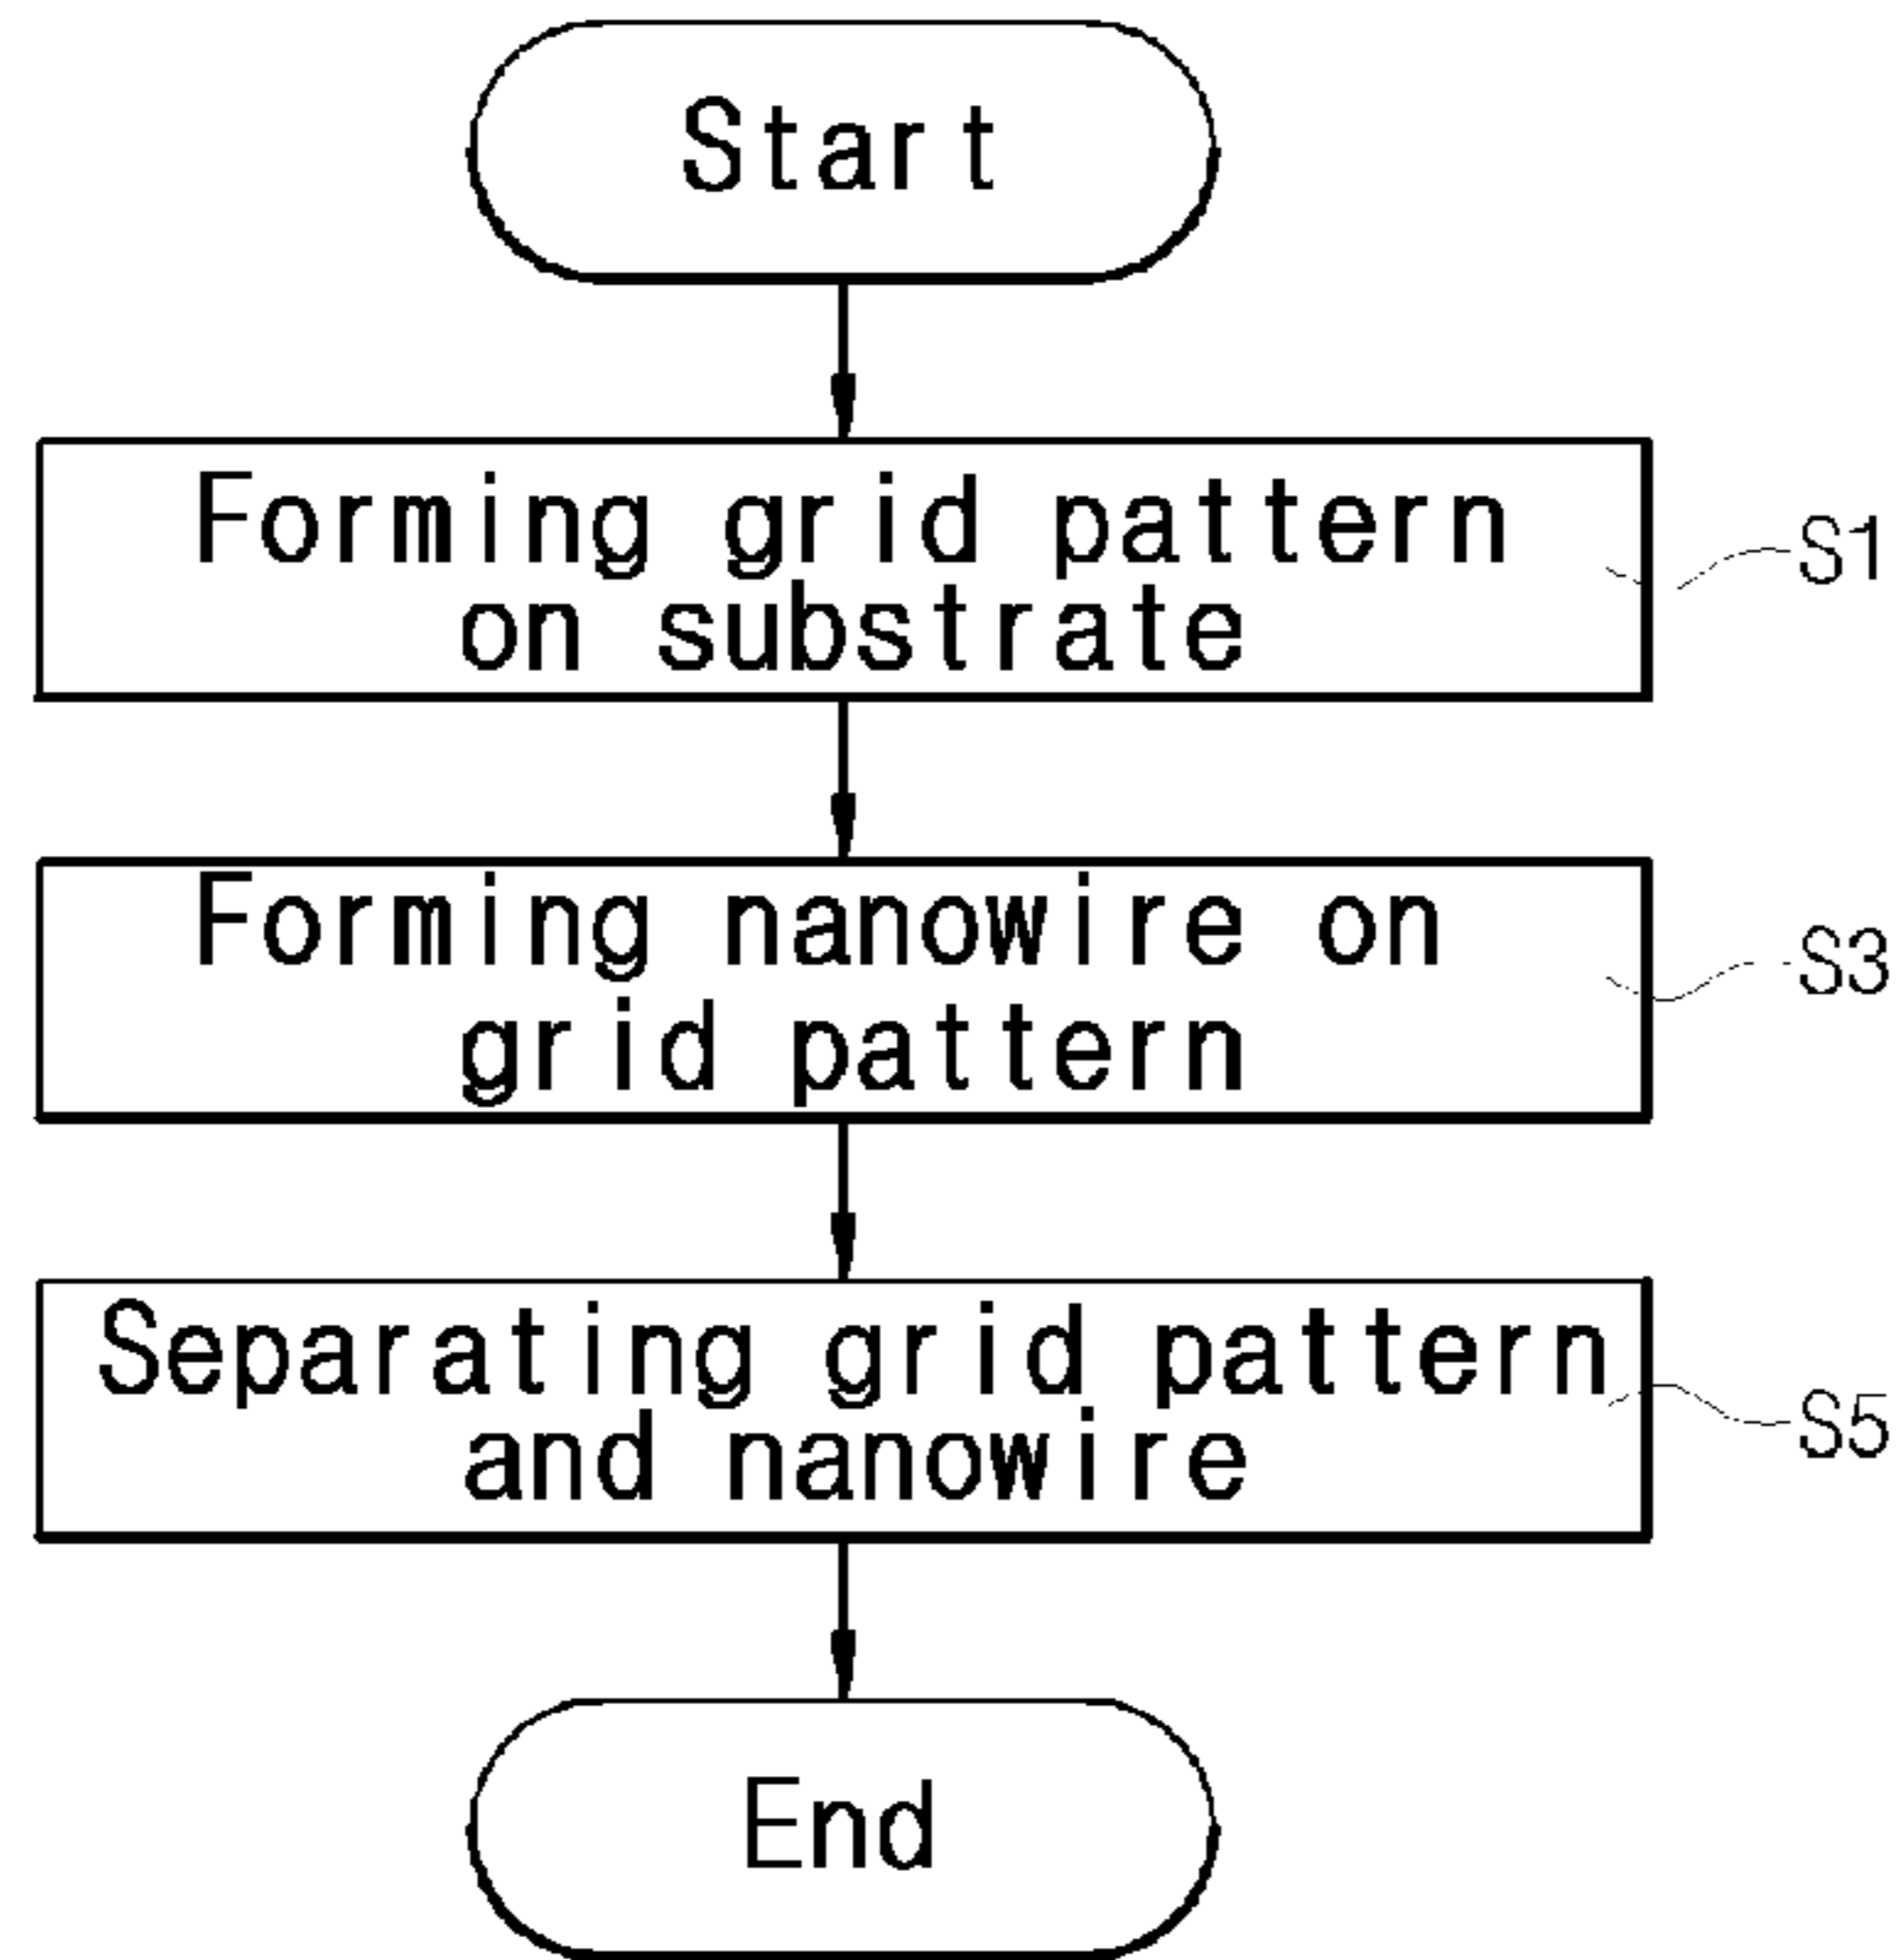 Start
Forming grid pattern
on substrate
S1
Forming nanowire on
grid pattern
S3
Separating grid pattern
and nanowire
S5
End